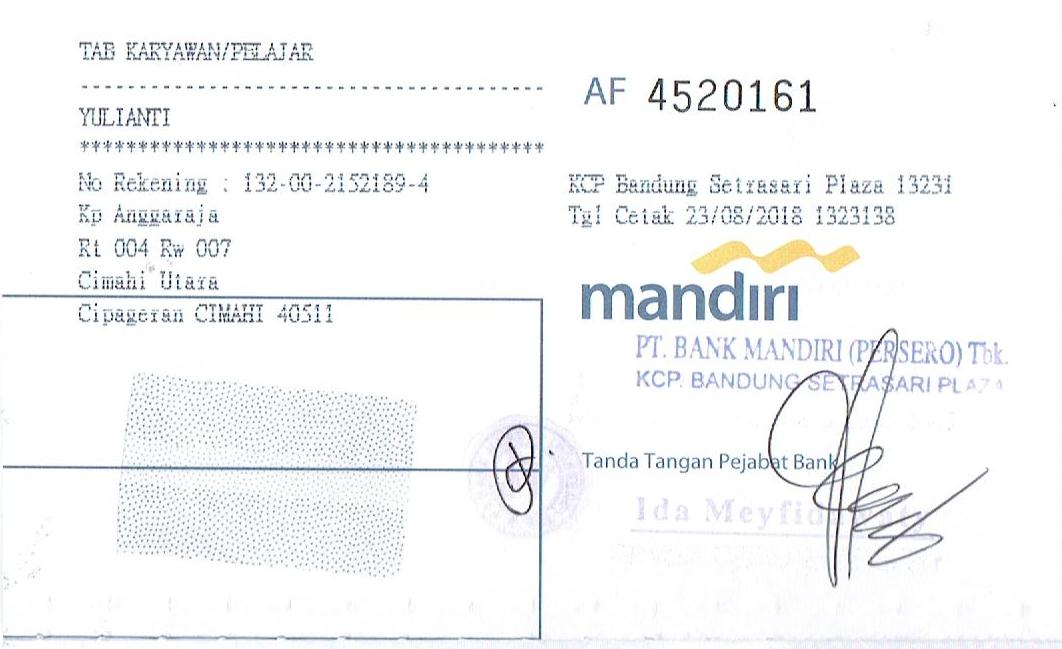 TAB KARYAWAN/PELAJAR
----------------------------------------
YULIANTI
****************************************
No Rekening : 132-00-2152189-4
Kp Anggaraja
Rt 004 Rw 007
Cimahi Utara
Cipageran CIMAHI 40511
AF 4520161
KCP Bandung Setrasari Plaza 13231
Tgl Cetak 23/08/2018 1323138
mandiri
PT. BANK MANDIRI (PERSERO) Tbk.
KCP. BANDUNG SETRASARI PLAZA
Tanda Tangan Pejabat Bank
Ida